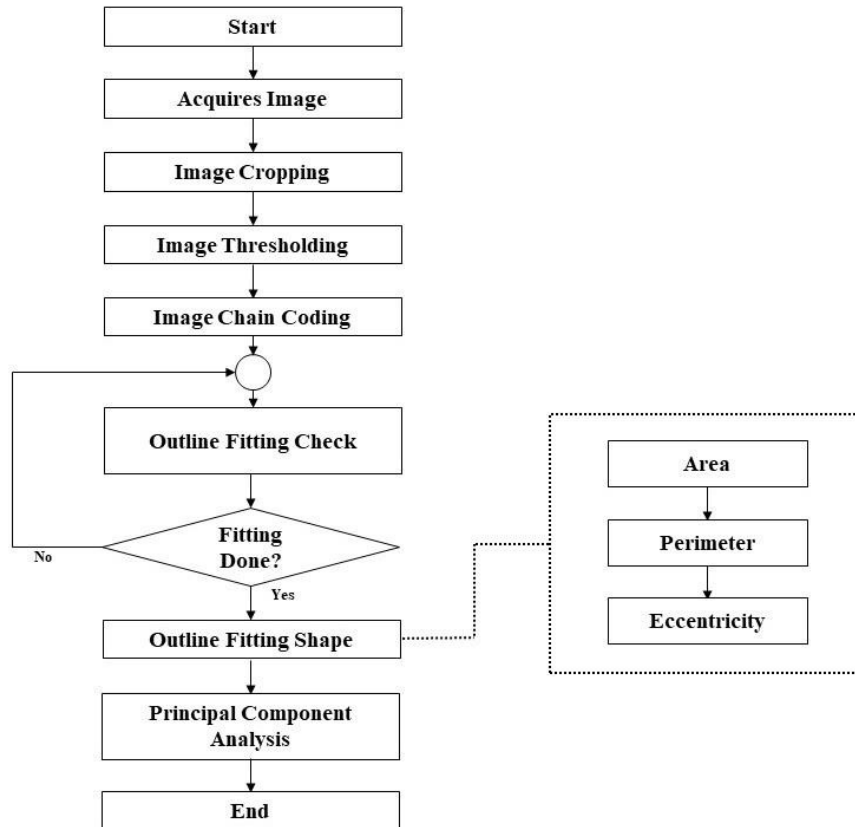 Start
Acquires Image
Image Cropping
Image Thresholding
Image Chain Coding
Outline Fitting Check
Fitting
Done?
No
Yes
Outline Fitting Shape
Principal Component
Analysis
End
Area
Perimeter
Eccentricity